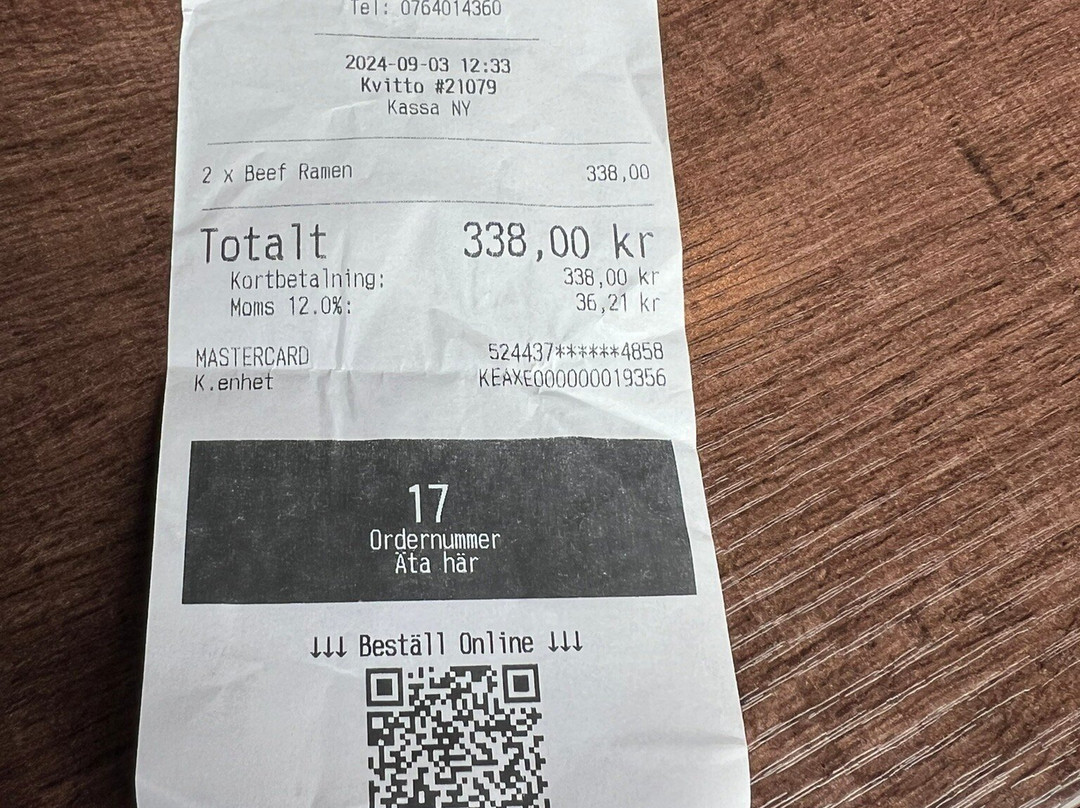 Tel: 0764014360
2024-09-03 12:33
Kvitto #21079
Kassa NY
2 x Beef Ramen 338,00
Totalt 338,00 kr
Kortbetalning: 338,00 kr
Moms 12.0%: 36,21 kr
MASTERCARD 524437******4858
K.enhet KEAXE000000019356
17
Ordernummer
Äta här
↓↓↓ Beställ Online ↓↓↓